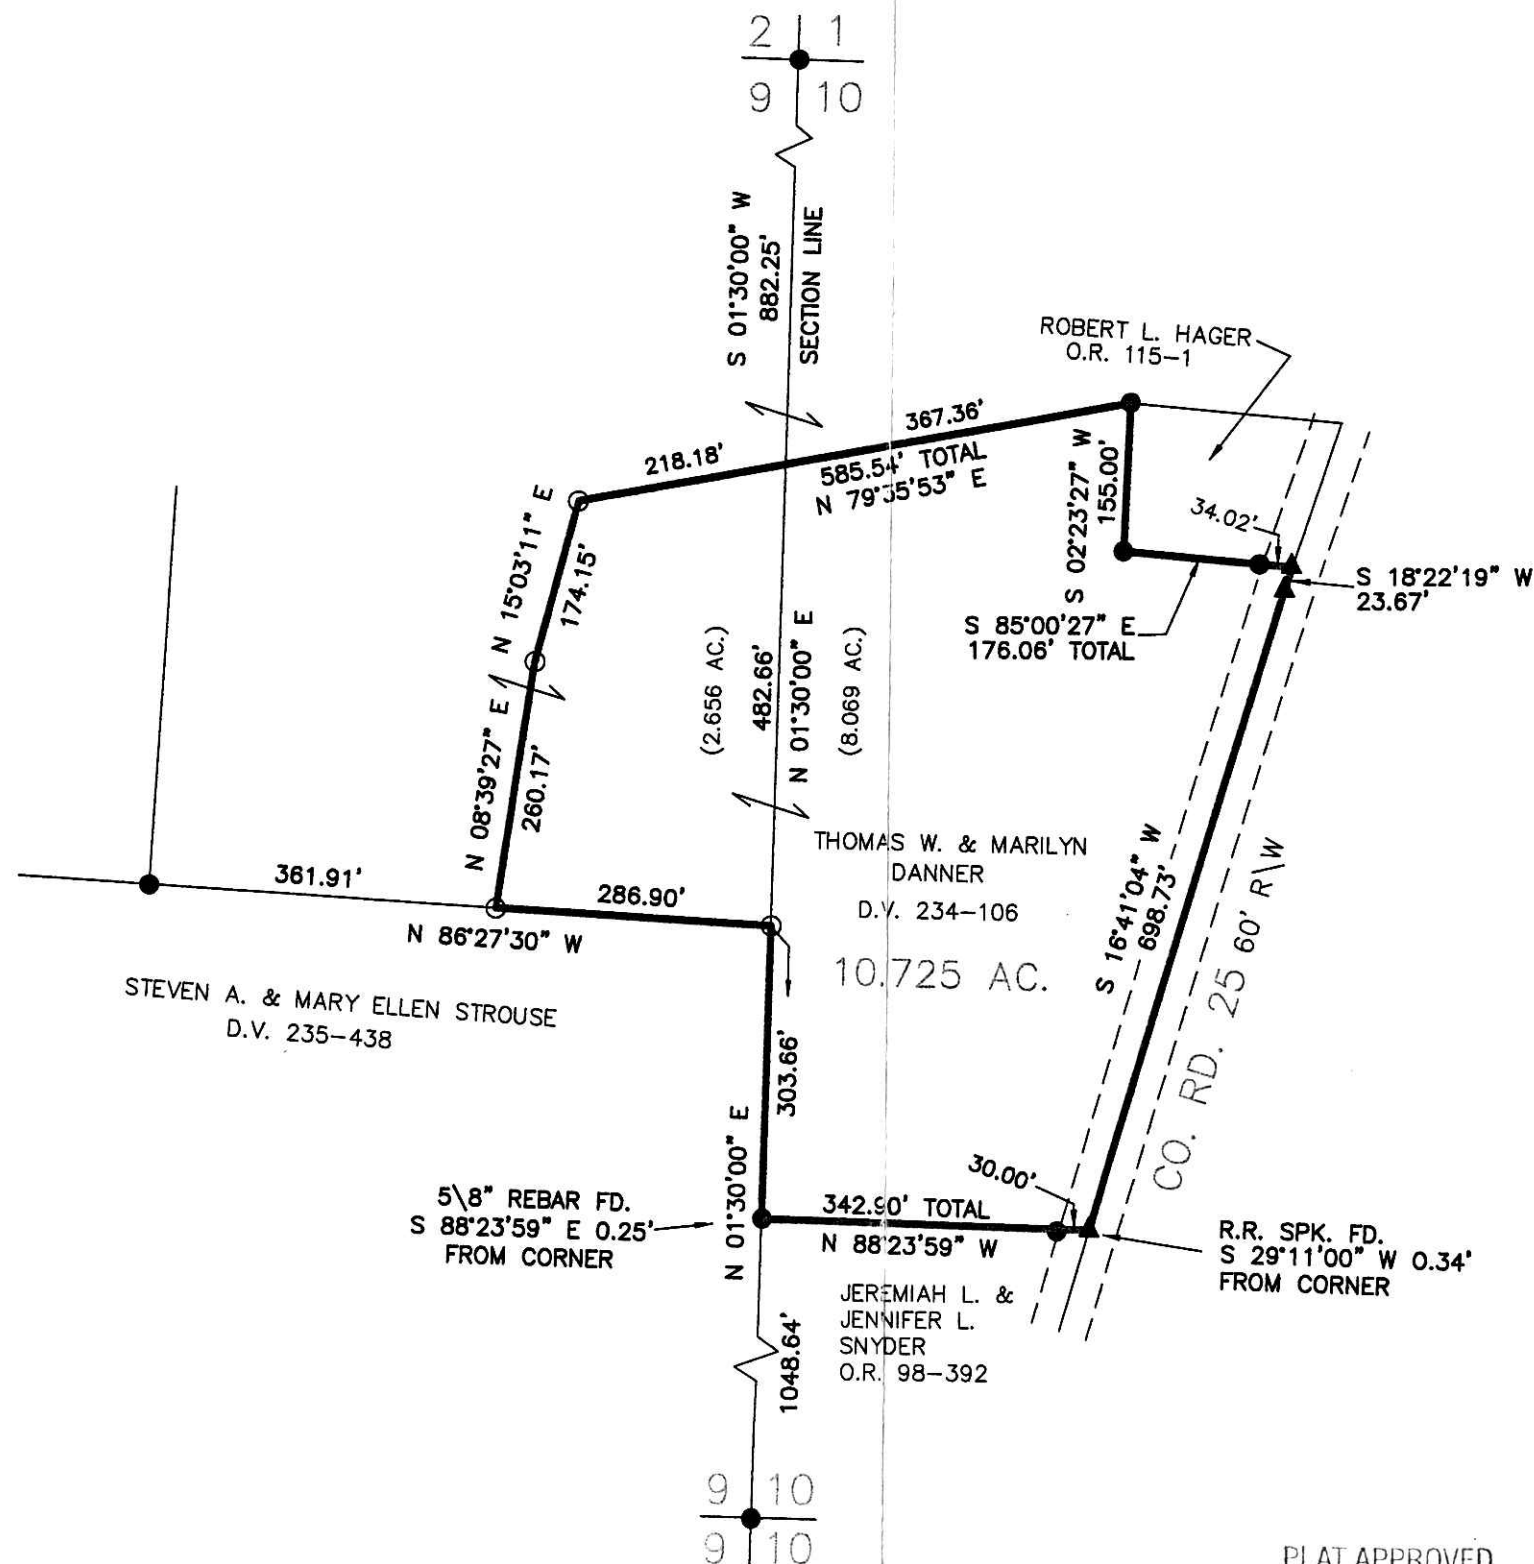 2 1
9 10
S 01°30'00" W
882.25'
SECTION LINE
ROBERT L. HAGER
O.R. 115-1
367.36'
218.18'
585.54' TOTAL
N 79°35'53" E
S 02°23'27" W
155.00'
34.02'
S 18°22'19" W
23.67'
S 85°00'27" E
176.06' TOTAL
N 15°03'11" E
174.15'
(2.656 AC.)
482.66'
N 01°30'00" E
(8.069 AC.)
N 08°39'27" E
260.17'
THOMAS W. & MARILYN
DANNER
D.V. 234-106
10.725 AC.
S 16°41'04" W
698.73'
CO. RD. 25 60' R\W
361.91'
286.90'
N 86°27'30" W
STEVEN A. & MARY ELLEN STROUSE
D.V. 235-438
303.66'
N 01°30'00" E
5\8" REBAR FD.
S 88°23'59" E 0.25'
FROM CORNER
30.00'
342.90' TOTAL
N 88°23'59" W
R.R. SPK. FD.
S 29°11'00" W 0.34'
FROM CORNER
JEREMIAH L. &
JENNIFER L.
SNYDER
O.R. 98-392
1048.64'
9 10
9 10
PLAT APPROVED